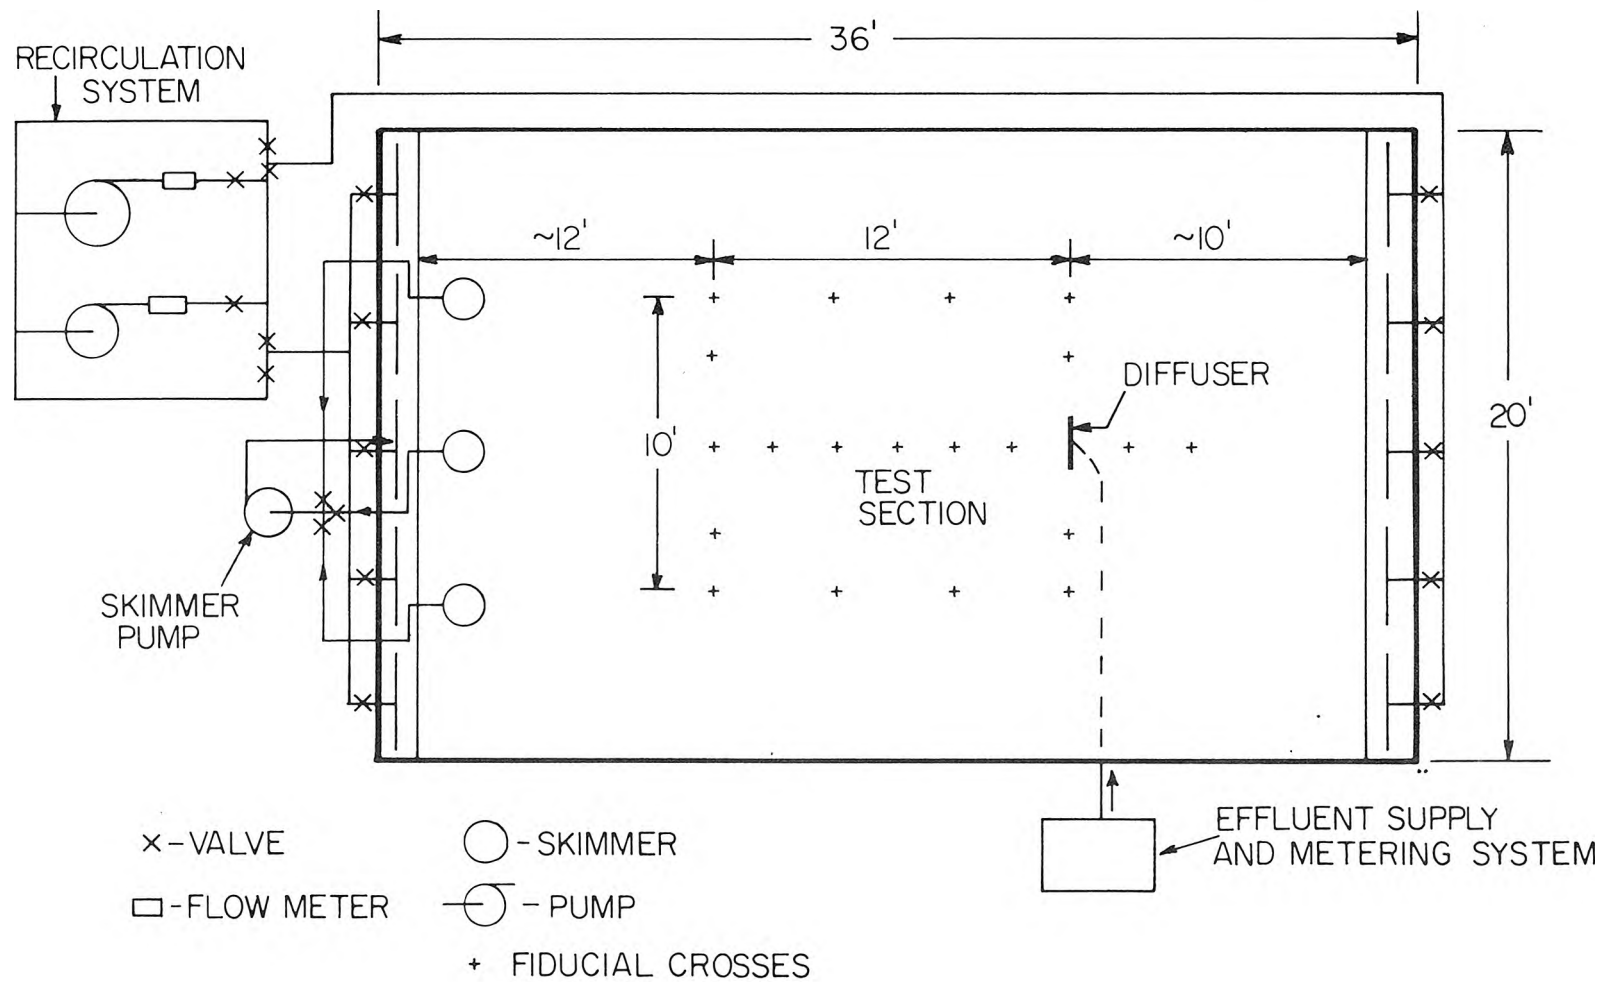 36'
RECIRCULATION
SYSTEM
~12'
12'
~10'
DIFFUSER
10'
20'
TEST
SECTION
SKIMMER
PUMP
EFFLUENT SUPPLY
AND METERING SYSTEM
× - VALVE
○ - SKIMMER
▭ - FLOW METER
- PUMP
+ FIDUCIAL CROSSES